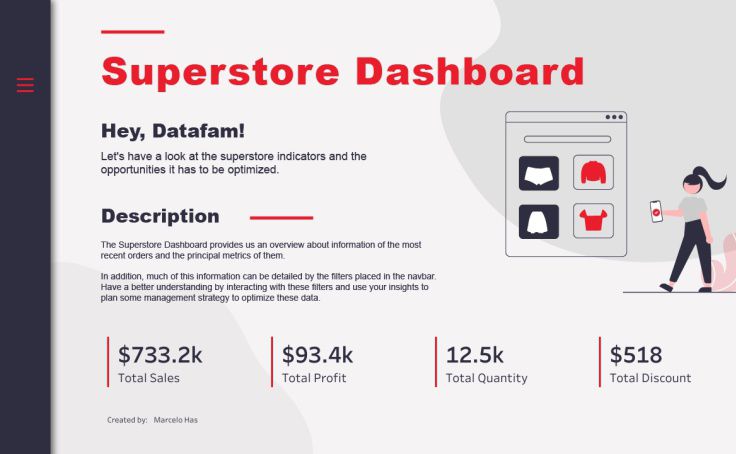 Superstore Dashboard
Hey, Datafam!
Let's have a look at the superstore indicators and the
opportunities it has to be optimized.
Description
The Superstore Dashboard provides us an overview about information of the most
recent orders and the principal metrics of them.
In addition, much of this information can be detailed by the filters placed in the navbar.
Have a better understanding by interacting with these filters and use your insights to
plan some management strategy to optimize these data.
$733.2k
Total Sales
$93.4k
Total Profit
12.5k
Total Quantity
$518
Total Discount
Created by: Marcelo Has